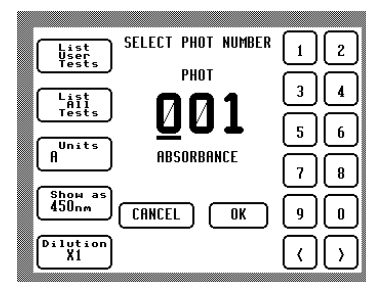 List
User
Tests
List
All
Tests
Units
A
Show as
450nm
Dilution
X1
SELECT PHOT NUMBER
PHOT
001
ABSORBANCE
CANCEL
OK
1
2
3
4
5
6
7
8
9
0
<
>